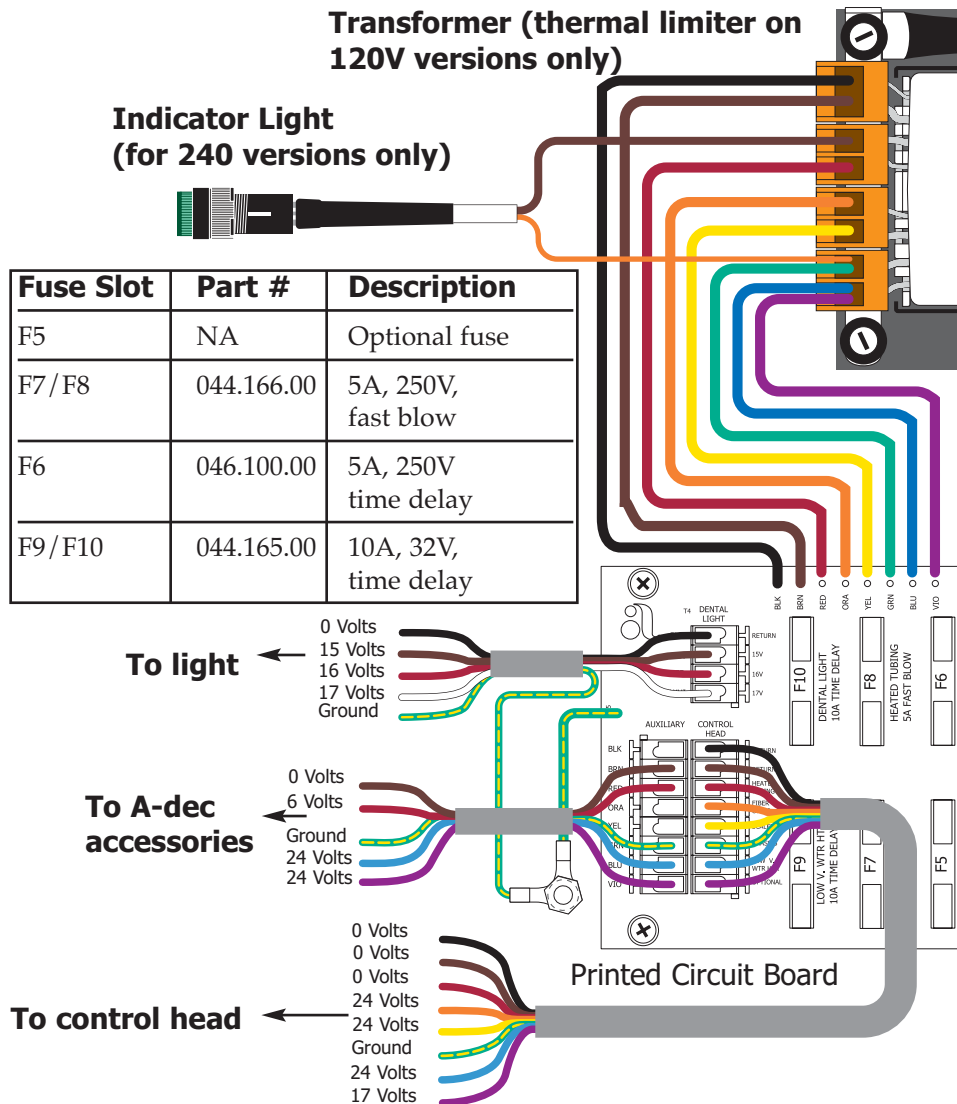 Transformer (thermal limiter on
120V versions only)
Indicator Light
(for 240 versions only)
Fuse Slot Part # Description
F5 NA Optional fuse
F7/F8 044.166.00 5A, 250V,
fast blow
F6 046.100.00 5A, 250V
time delay
F9/F10 044.165.00 10A, 32V,
time delay
BLK
BRN
RED
ORA
YEL
GRN
BLU
VIO
T4 DENTAL
LIGHT
RETURN
15V
16V
17V
F10
DENTAL LIGHT
10A TIME DELAY
F8
HEATED TUBING
5A FAST BLOW
F6
To light
0 Volts
15 Volts
16 Volts
17 Volts
Ground
AUXILIARY
CONTROL
HEAD
BLK
BRN
RED
ORA
YEL
BLU
VIO
FIBER
F9
10A TIME DELAY
F7
F5
To A-dec
accessories
0 Volts
6 Volts
Ground
24 Volts
24 Volts
Printed Circuit Board
To control head
0 Volts
0 Volts
0 Volts
24 Volts
24 Volts
Ground
24 Volts
17 Volts